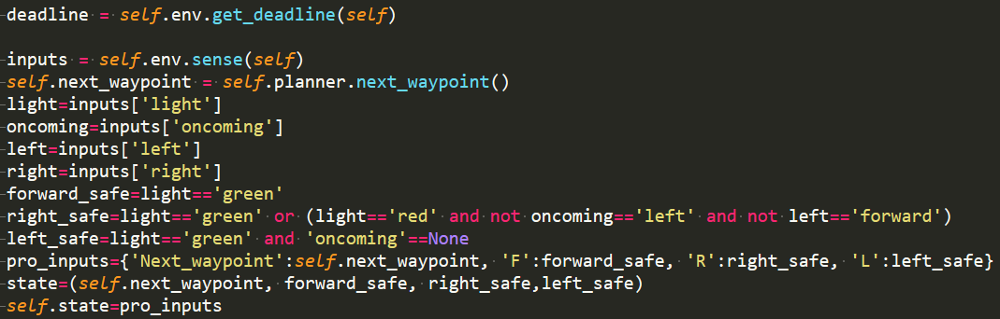 deadline = self.env.get_deadline(self)
inputs = self.env.sense(self)
self.next_waypoint = self.planner.next_waypoint()
light=inputs['light']
oncoming=inputs['oncoming']
left=inputs['left']
right=inputs['right']
forward_safe=light=='green'
right_safe=light=='green' or (light=='red' and not oncoming=='left' and not left=='forward')
left_safe=light=='green' and 'oncoming'==None
pro_inputs={'Next_waypoint':self.next_waypoint, 'F':forward_safe, 'R':right_safe, 'L':left_safe}
state=(self.next_waypoint, forward_safe, right_safe,left_safe)
self.state=pro_inputs